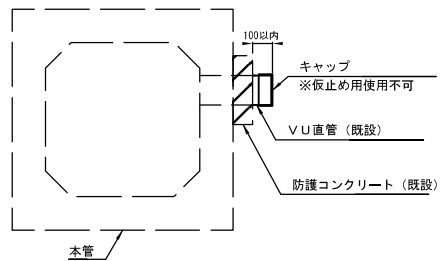 100以内
キャップ
※仮止め用使用不可
ＶＵ直管（既設）
防護コンクリート（既設）
本管